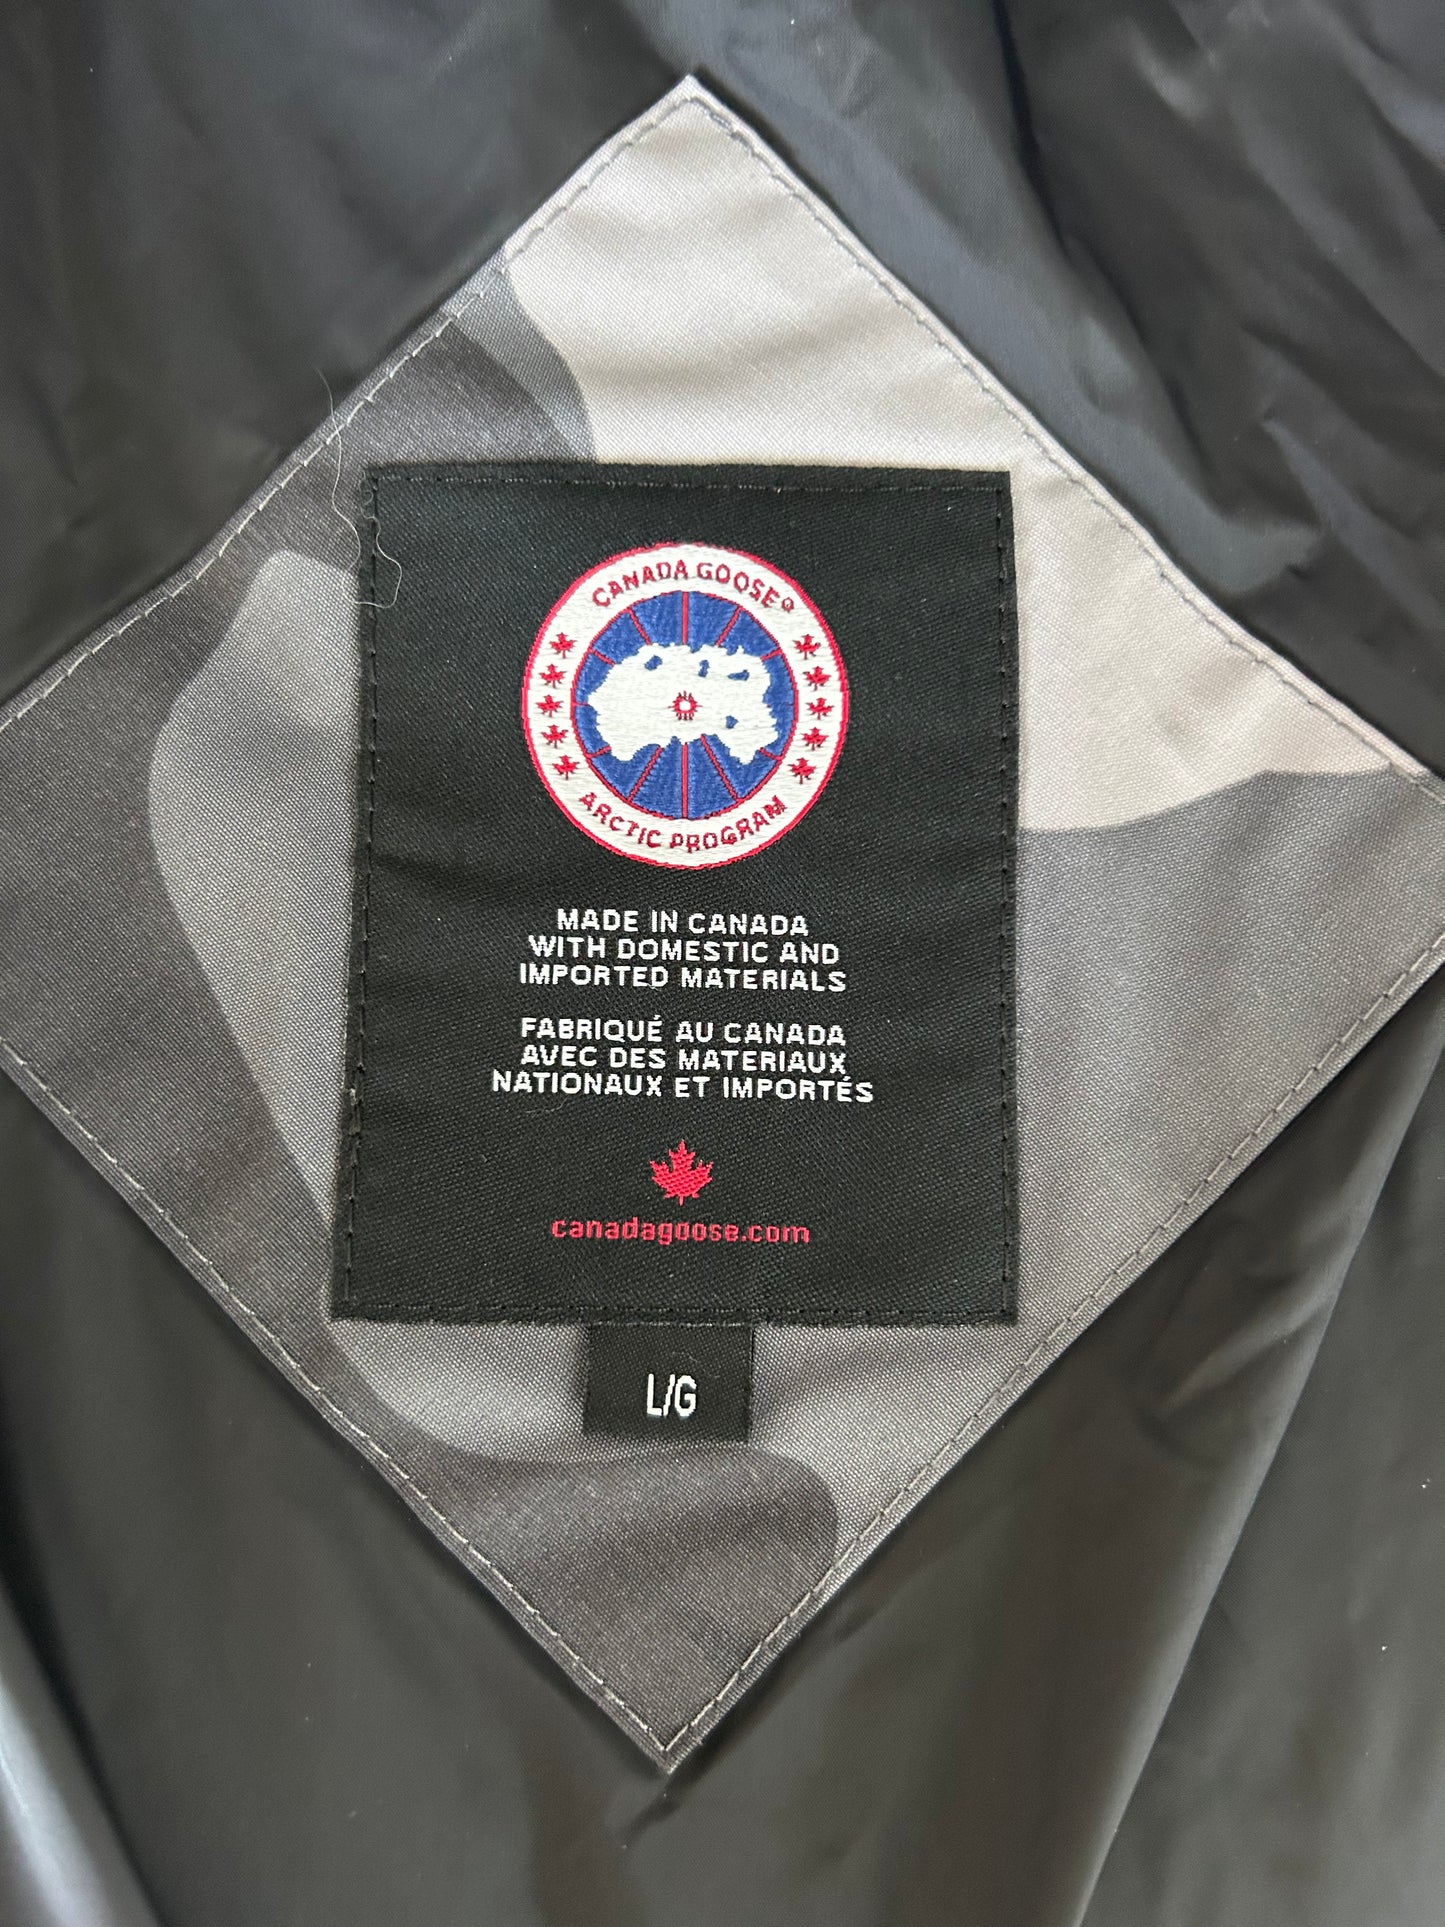 CANADA GOOSE®
ARCTIC PROGRAM
MADE IN CANADA
WITH DOMESTIC AND
IMPORTED MATERIALS
FABRIQUÉ AU CANADA
AVEC DES MATERIAUX
NATIONAUX ET IMPORTÉS
canadagoose.com
L/G